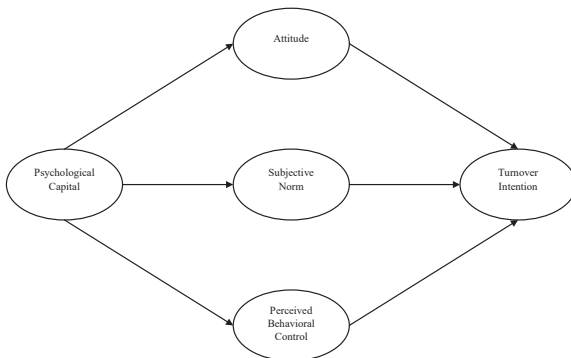 Attitude
Psychological
Capital
Subjective
Norm
Turnover
Intention
Perceived
Behavioral
Control